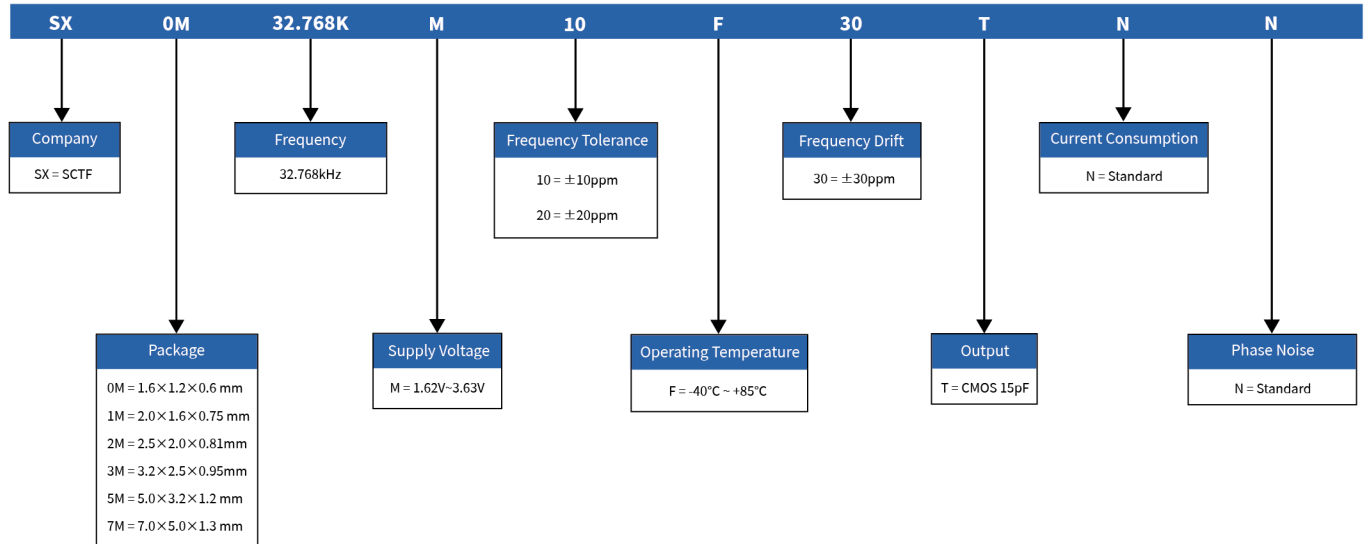 SX 0M 32.768K M 10 F 30 T N N
Company
SX = SCTF
Frequency
32.768kHz
Frequency Tolerance
10 = ±10ppm
20 = ±20ppm
Frequency Drift
30 = ±30ppm
Current Consumption
N = Standard
Package
0M = 1.6×1.2×0.6 mm
1M = 2.0×1.6×0.75 mm
2M = 2.5×2.0×0.81mm
3M = 3.2×2.5×0.95mm
5M = 5.0×3.2×1.2 mm
7M = 7.0×5.0×1.3 mm
Supply Voltage
M = 1.62V~3.63V
Operating Temperature
F = -40°C ~ +85°C
Output
T = CMOS 15pF
Phase Noise
N = Standard